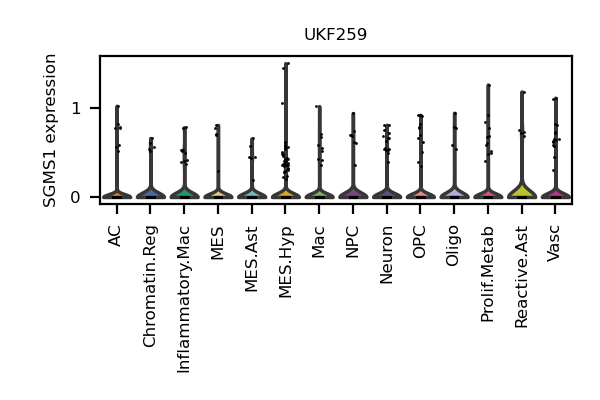 UKF259
SGMS1 expression
1
0
AC
Chromatin.Reg
Inflammatory.Mac
MES
MES.Ast
MES.Hyp
Mac
NPC
Neuron
OPC
Oligo
Prolif.Metab
Reactive.Ast
Vasc